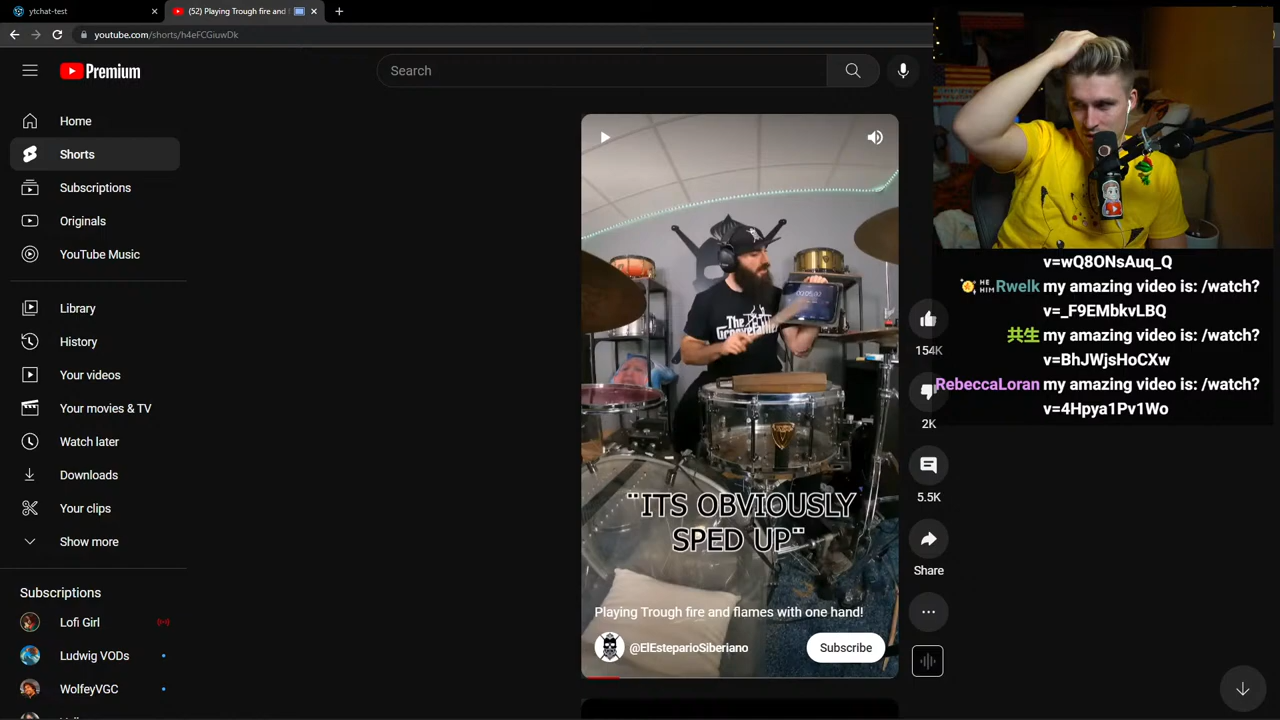 ytchat-test
(52) Playing Trough fire and
youtube.com/shorts/h4eFCGiuwDk
Premium
Search
Home
Shorts
Subscriptions
Originals
YouTube Music
Library
History
Your videos
Your movies & TV
Watch later
Downloads
Your clips
Show more
Subscriptions
Lofi Girl
Ludwig VODs
WolfeyVGC
¨ITS OBVIOUSLY
SPED UP¨
Playing Trough fire and flames with one hand!
@ElEsteparioSiberiano
Subscribe
154K
2K
5.5K
Share
v=wQ8ONsAuq_Q
HE HIM Rwelk my amazing video is: /watch?
v=_F9EMbkvLBQ
共生 my amazing video is: /watch?
v=BhJWjsHoCXw
RebeccaLoran my amazing video is: /watch?
v=4Hpya1Pv1Wo